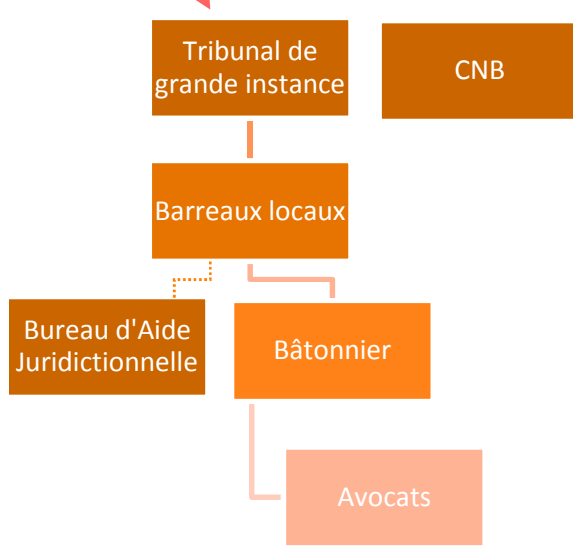 Tribunal de
grande instance
CNB
Barreaux locaux
Bureau d'Aide
Juridictionnelle
Bâtonnier
Avocats